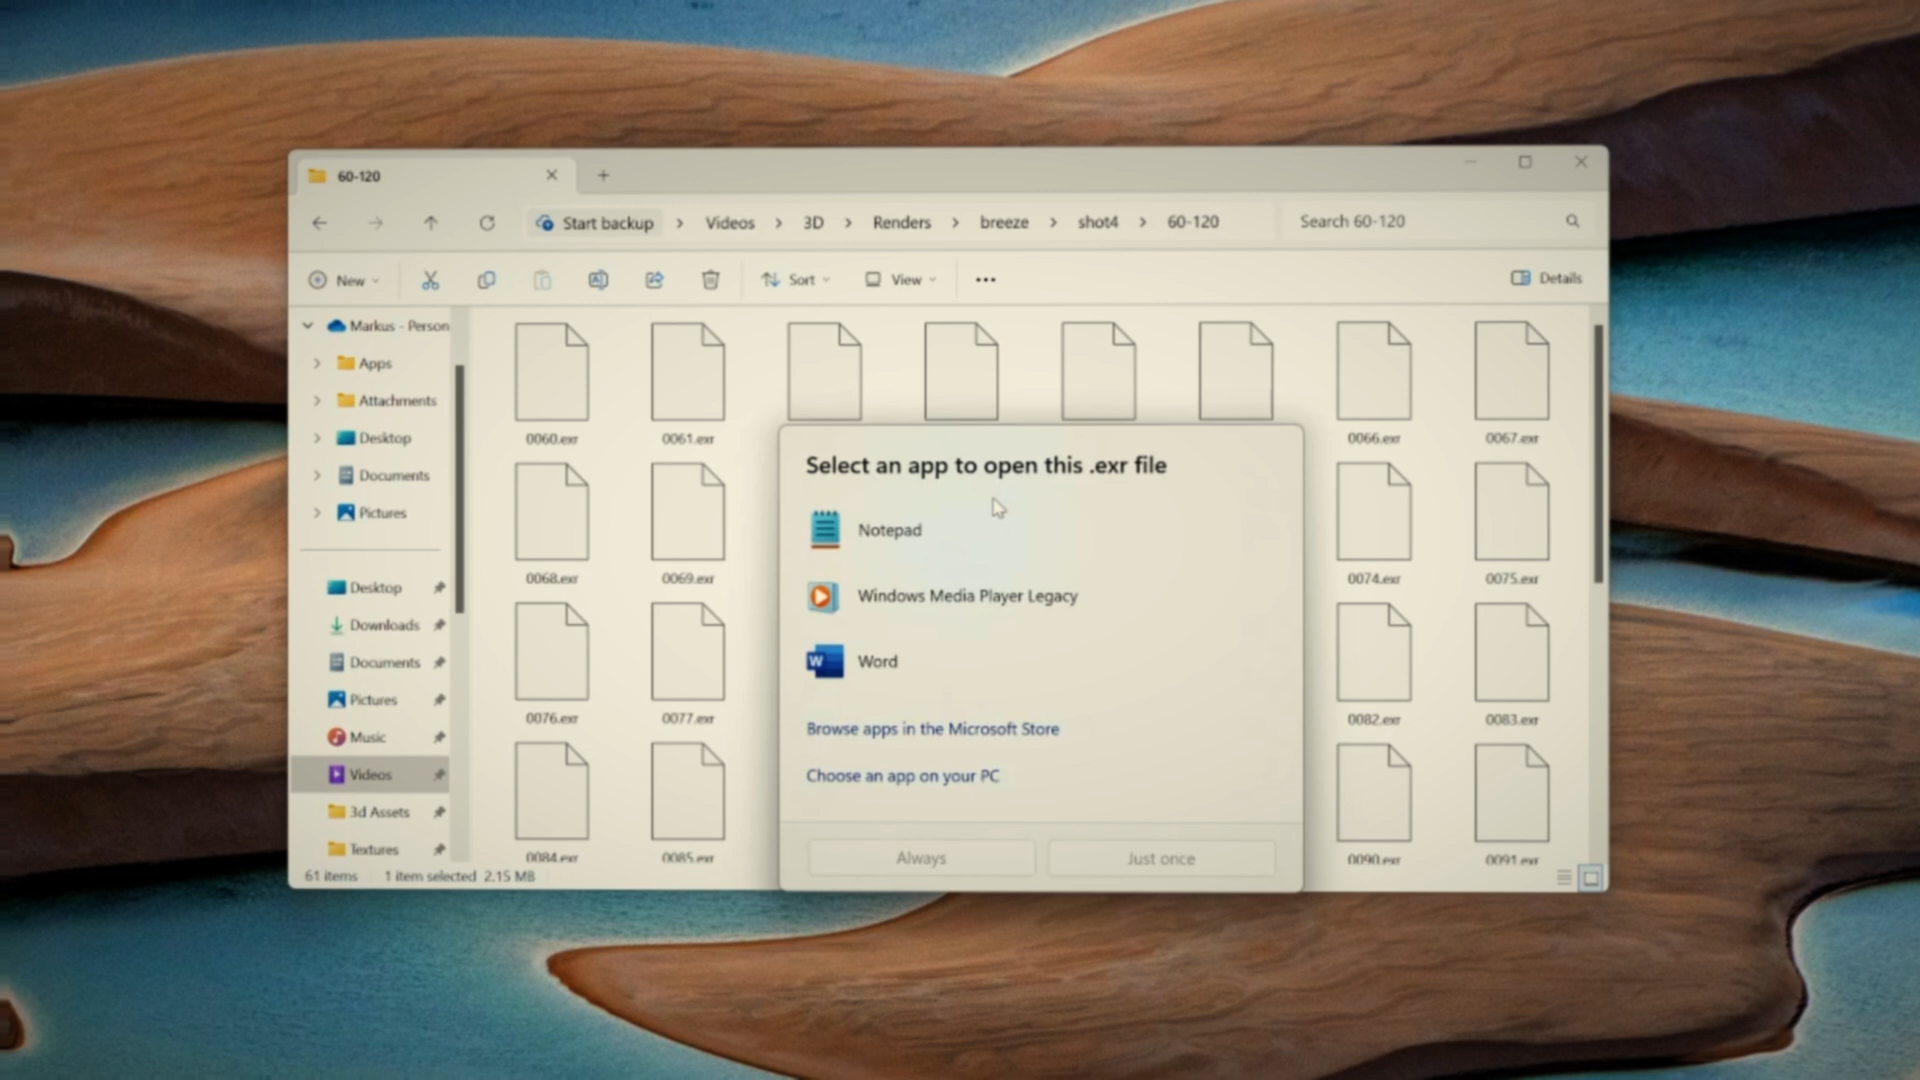 60-120
Start backup > Videos > 3D > Renders > breeze > shot4 > 60-120
Search 60-120
New
Sort
View
Details
Markus - Person
Apps
Attachments
Desktop
Documents
Pictures
Desktop
Downloads
Documents
Pictures
Music
Videos
3d Assets
Textures
0060.exr
0061.exr
0066.exr
0067.exr
0068.exr
0069.exr
0074.exr
0075.exr
0076.exr
0077.exr
0082.exr
0083.exr
0084.exr
0085.exr
0090.exr
0091.exr
Select an app to open this .exr file
Notepad
Windows Media Player Legacy
W
Word
Browse apps in the Microsoft Store
Choose an app on your PC
Always
Just once
61 items
1 item selected 2.15 MB